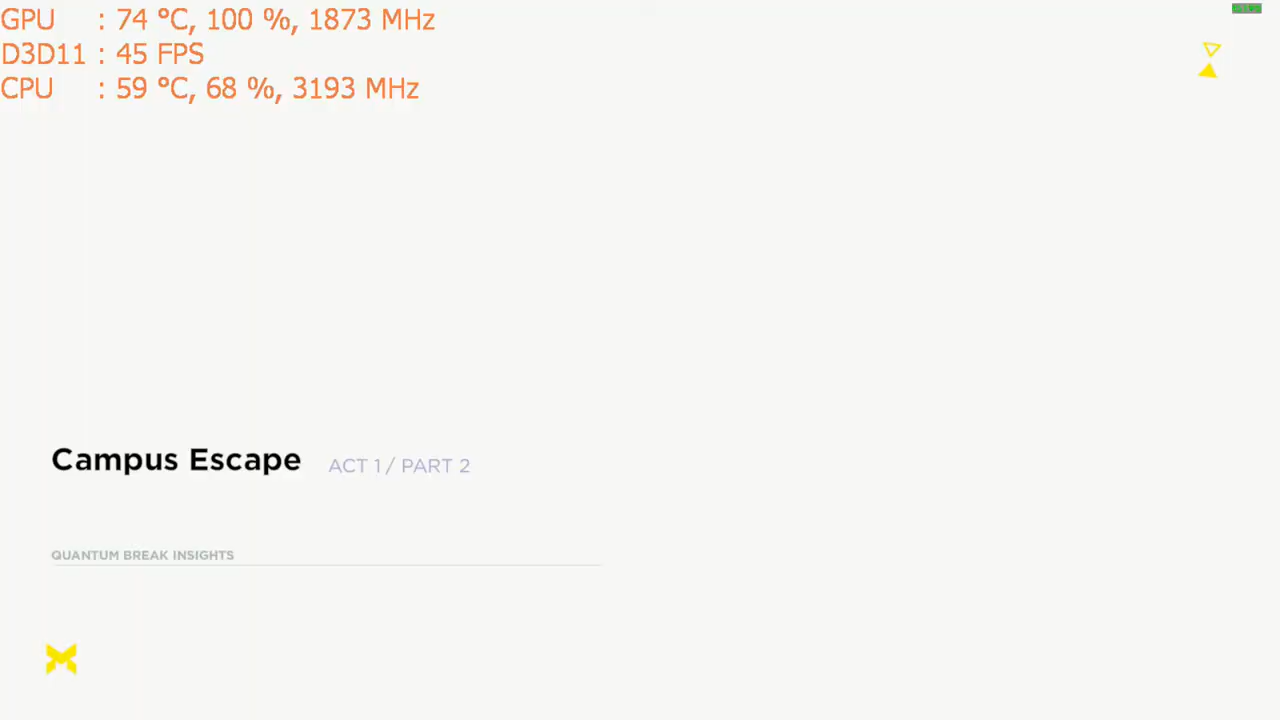 GPU : 74 °C, 100 %, 1873 MHz
D3D11 : 45 FPS
CPU : 59 °C, 68 %, 3193 MHz
Campus Escape ACT 1 / PART 2
QUANTUM BREAK INSIGHTS